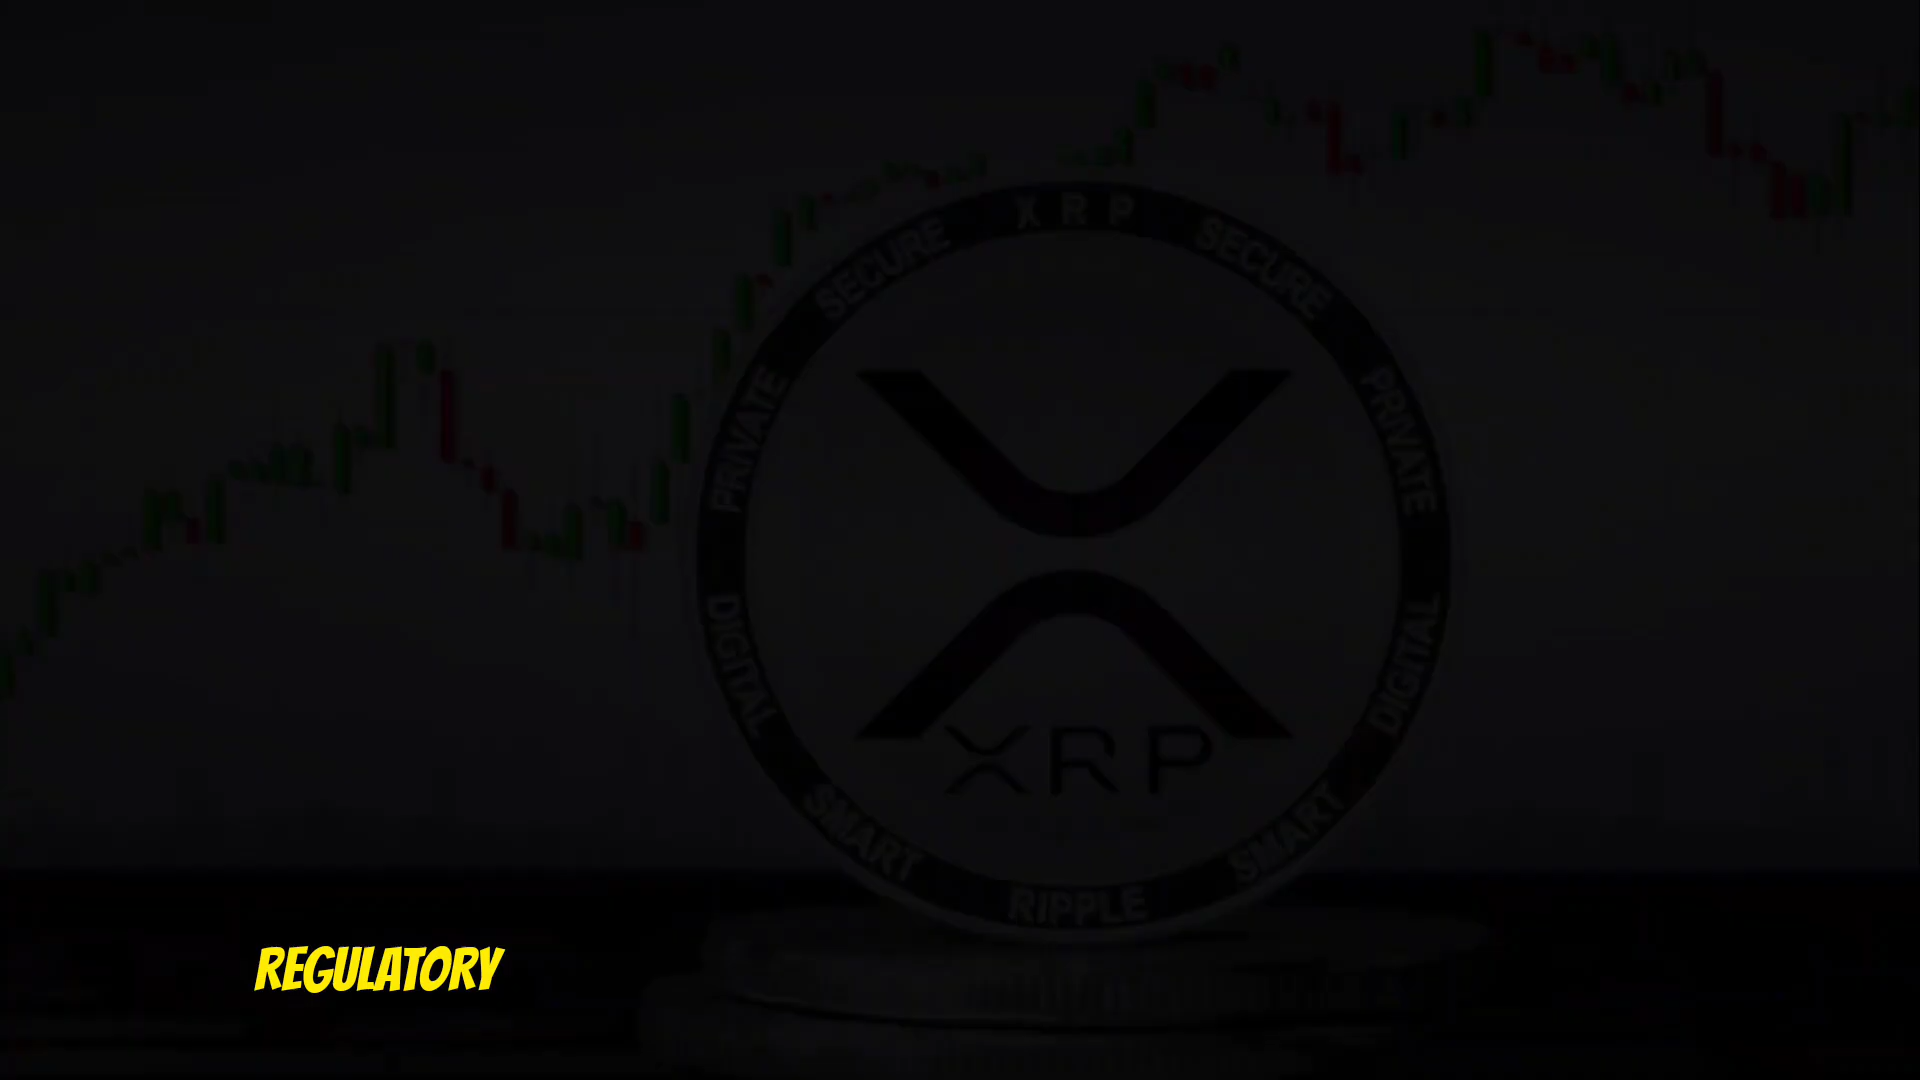 XRP
SECURE
SECURE
PRIVATE
PRIVATE
DIGITAL
DIGITAL
XRP
SMART
SMART
RIPPLE
REGULATORY